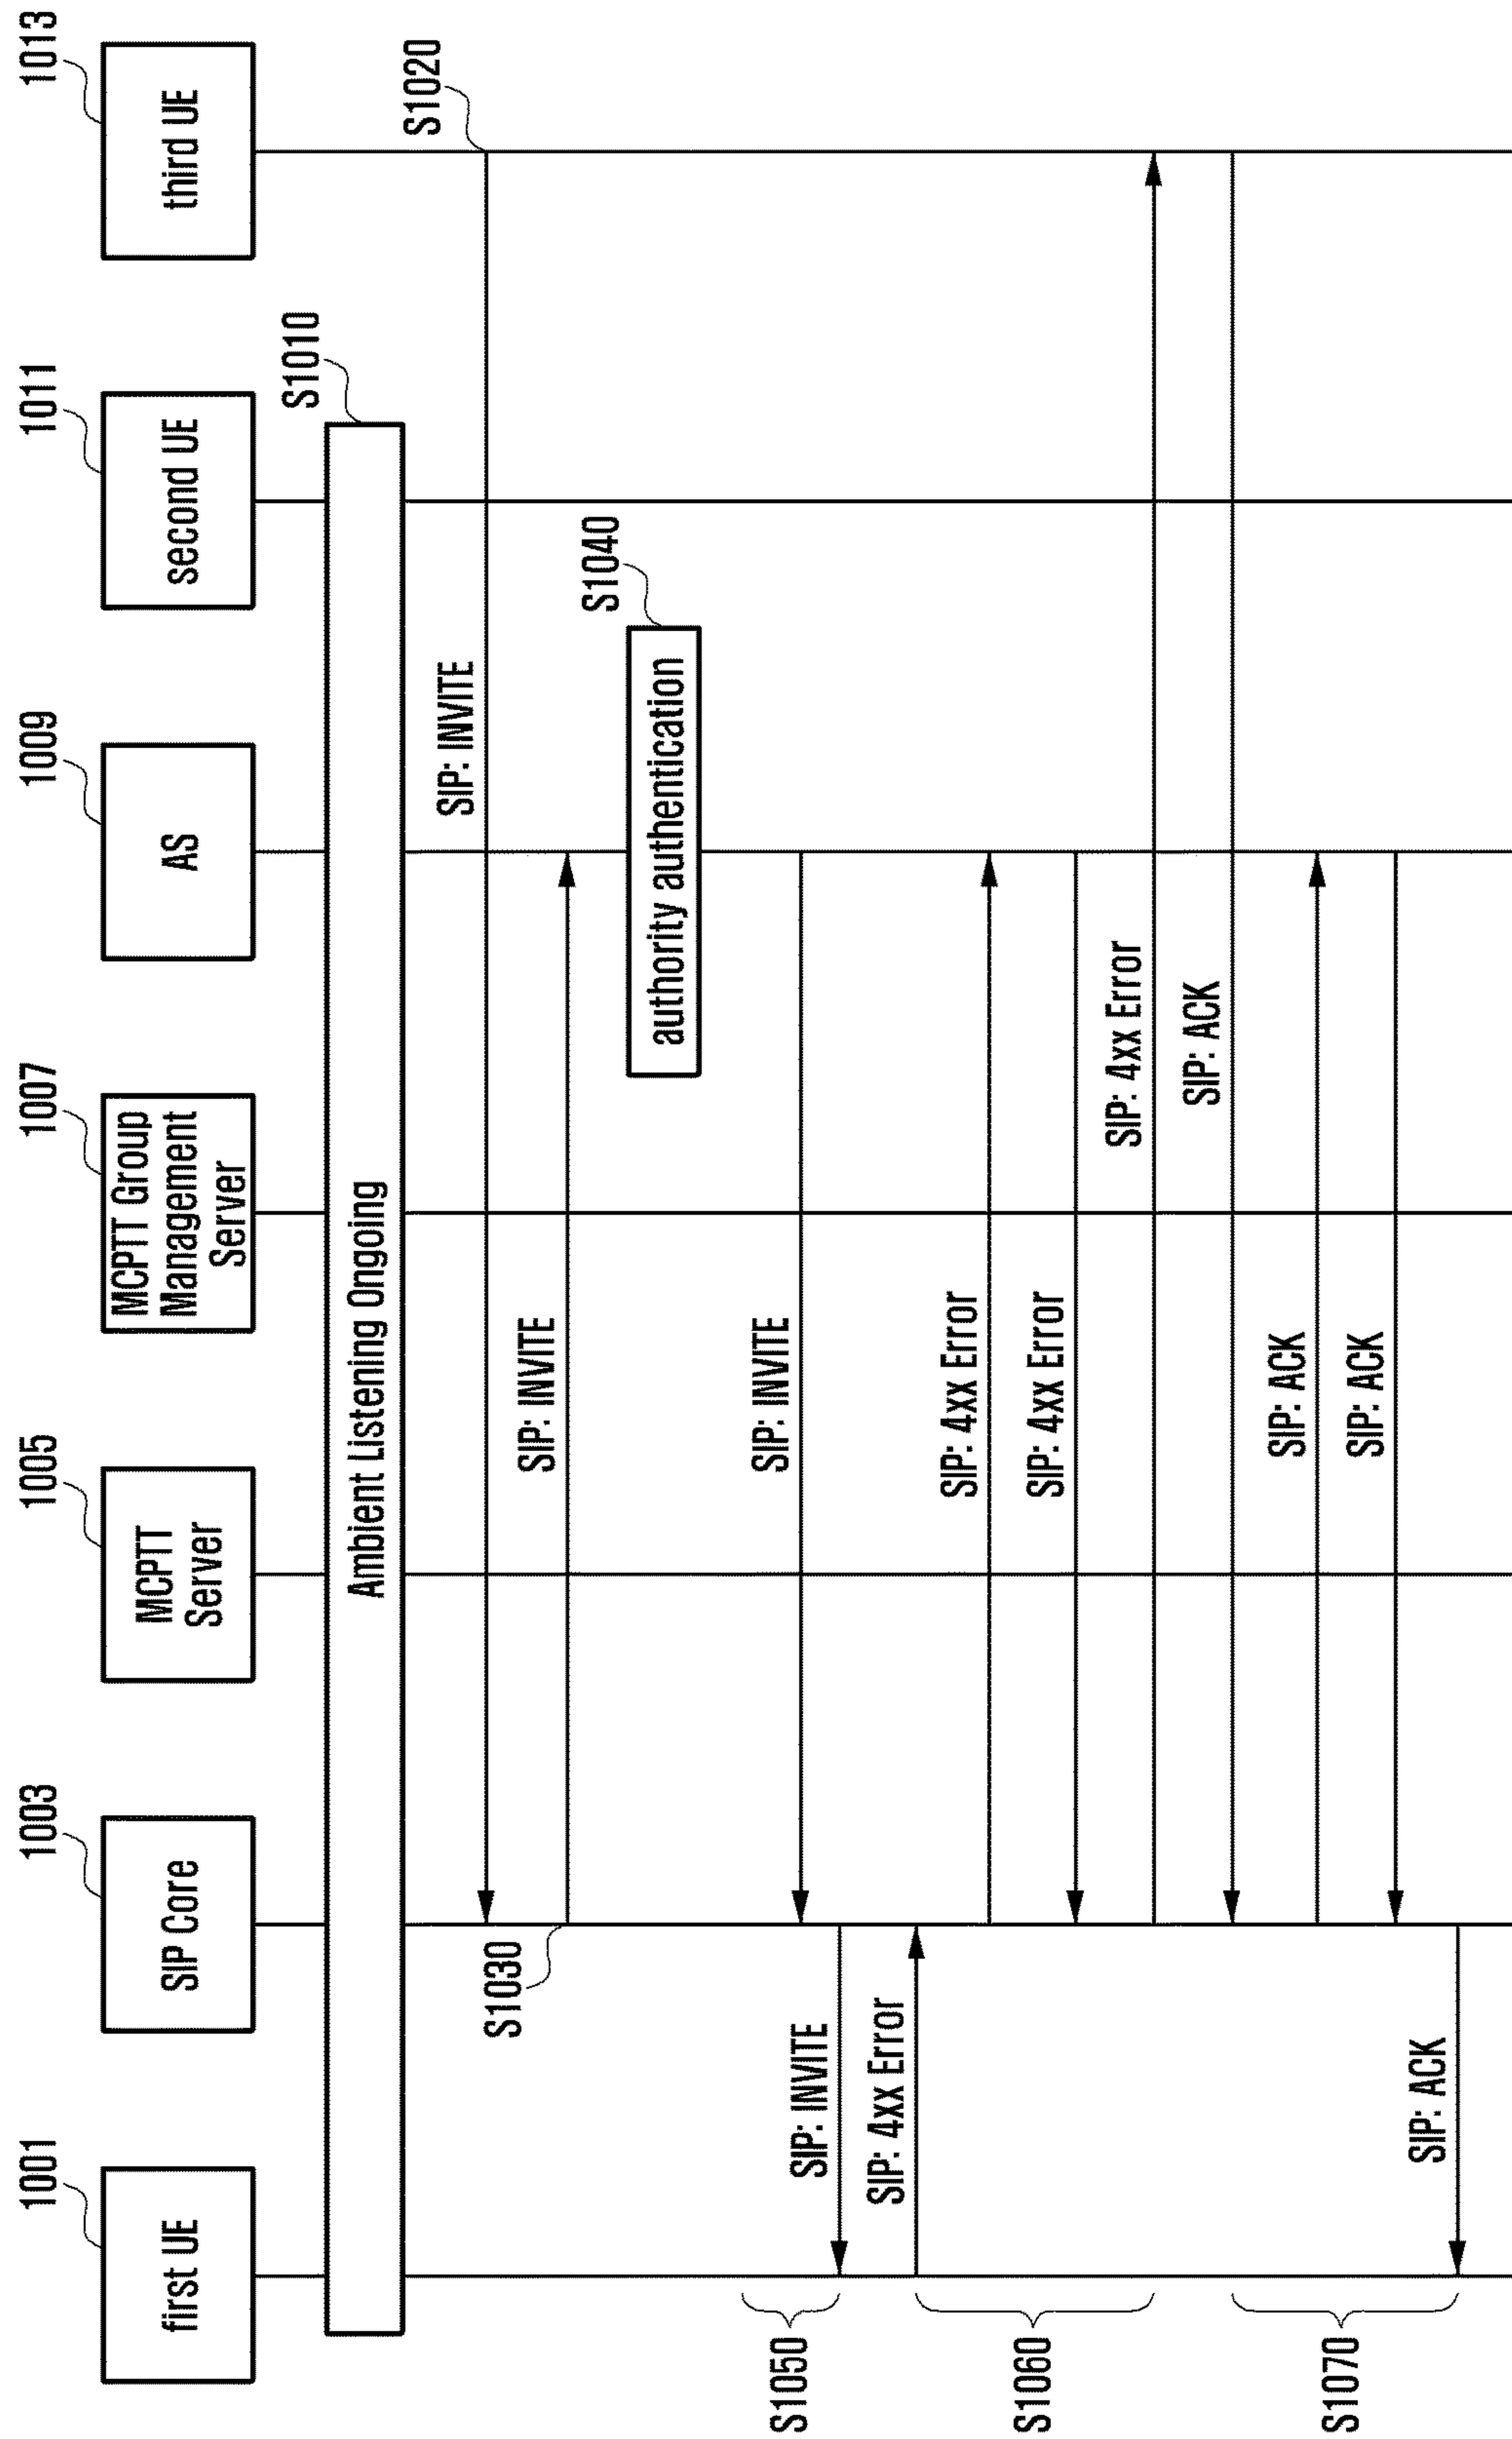 1001
1003
1005
1007
1009
1011
1013
first UE
SIP Core
MCPTT
Server
MCPTT Group
Management
Server
AS
second UE
third UE
S1010
Ambient Listening Ongoing
S1020
SIP: INVITE
S1030
SIP: INVITE
S1040
authority authentication
S1050
SIP: INVITE
SIP: INVITE
S1060
SIP: 4xx Error
SIP: 4xx Error
SIP: 4xx Error
SIP: 4xx Error
S1070
SIP: ACK
SIP: ACK
SIP: ACK
SIP: ACK